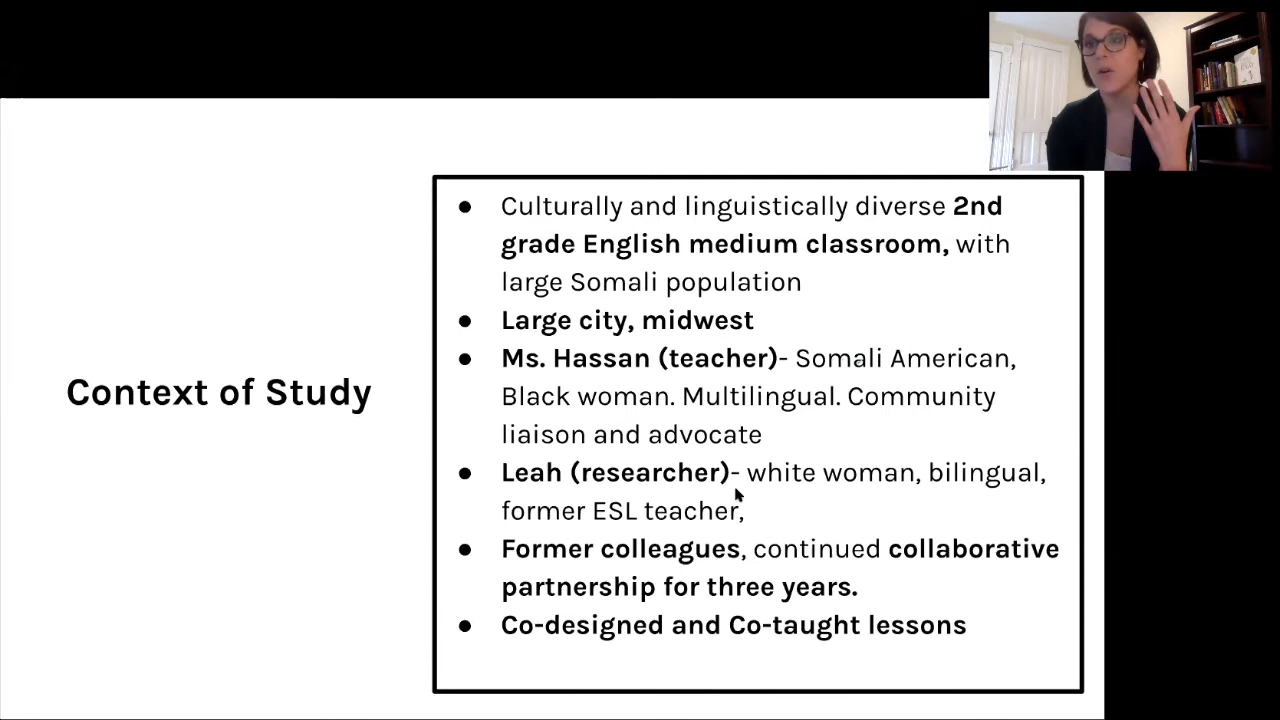 Context of Study
● Culturally and linguistically diverse 2nd
grade English medium classroom, with
large Somali population
● Large city, midwest
● Ms. Hassan (teacher)- Somali American,
Black woman. Multilingual. Community
liaison and advocate
● Leah (researcher)- white woman, bilingual,
former ESL teacher,
● Former colleagues, continued collaborative
partnership for three years.
● Co-designed and Co-taught lessons